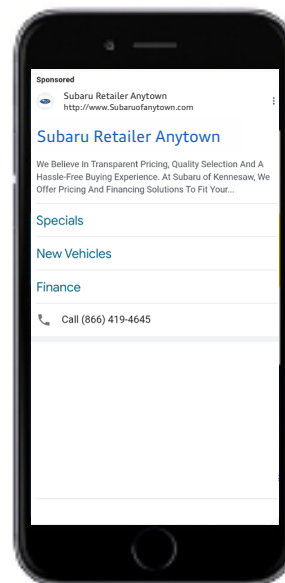 Sponsored
Subaru Retailer Anytown
http://www.Subaruofanytown.com
Subaru Retailer Anytown
We Believe In Transparent Pricing, Quality Selection And A
Hassle-Free Buying Experience. At Subaru of Kennesaw, We
Offer Pricing And Financing Solutions To Fit Your...
Specials
New Vehicles
Finance
Call (866) 419-4645